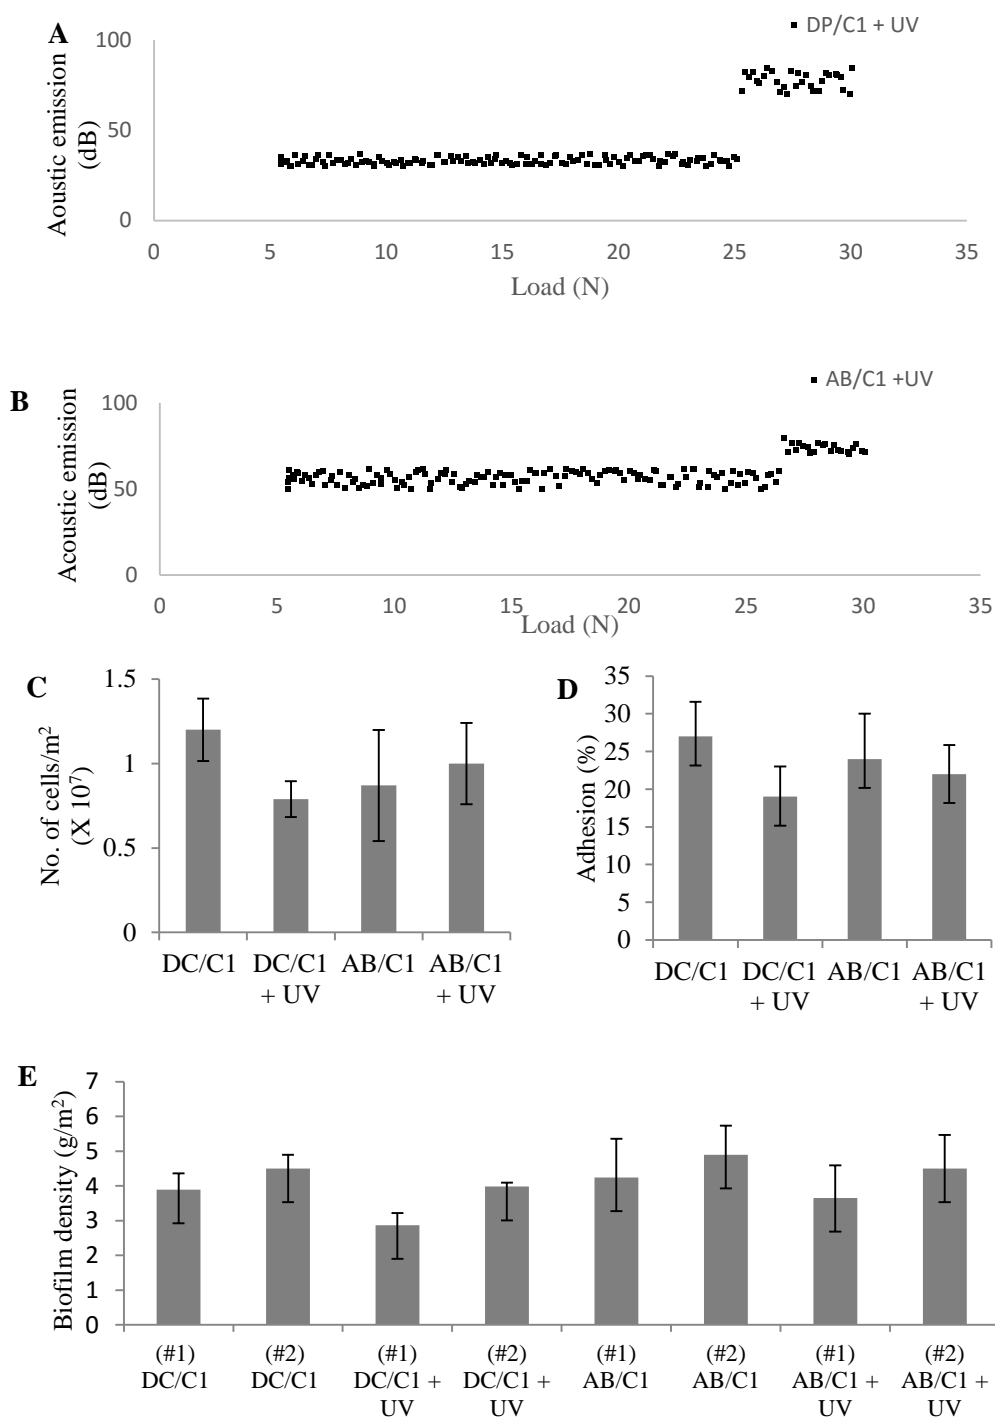 A
DP/C1 + UV
Aoustic emission
(dB)
100
50
0
0 5 10 15 20 25 30 35
Load (N)
B
AB/C1 +UV
Acoustic emission
(dB)
100
50
0
0 5 10 15 20 25 30 35
Load (N)
C
No. of cells/m²
(X 10⁷)
1.5
1
0.5
0
DC/C1 DC/C1 AB/C1 AB/C1
+ UV + UV
D
Adhesion (%)
35
30
25
20
15
10
5
0
DC/C1 DC/C1 AB/C1 AB/C1
+ UV + UV
E
Biofilm density (g/m²)
7
6
5
4
3
2
1
0
(#1) (#2) (#1) (#2) (#1) (#2) (#1) (#2)
DC/C1 DC/C1 DC/C1 + DC/C1 + AB/C1 AB/C1 AB/C1 + AB/C1 +
UV UV UV UV